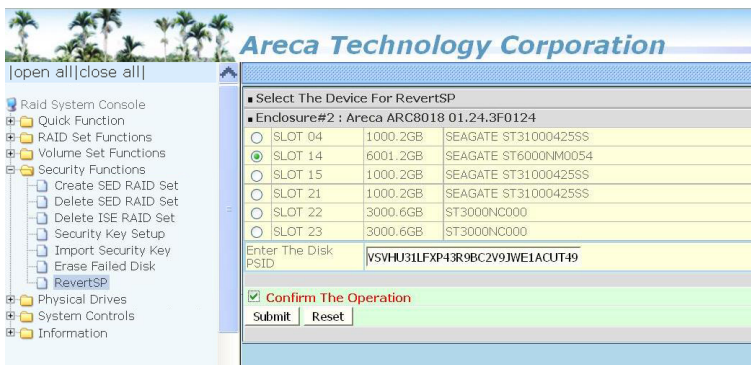 Areca Technology Corporation
|open all|close all|
Raid System Console
Quick Function
RAID Set Functions
Volume Set Functions
Security Functions
Create SED RAID Set
Delete SED RAID Set
Delete ISE RAID Set
Security Key Setup
Import Security Key
Erase Failed Disk
RevertSP
Physical Drives
System Controls
Information
Select The Device For RevertSP
Enclosure#2 : Areca ARC8018 01.24.3F0124
SLOT 04 1000.2GB SEAGATE ST31000425SS
SLOT 14 6001.2GB SEAGATE ST6000NM0054
SLOT 15 1000.2GB SEAGATE ST31000425SS
SLOT 21 1000.2GB SEAGATE ST31000425SS
SLOT 22 3000.6GB ST3000NC000
SLOT 23 3000.6GB ST3000NC000
Enter The Disk PSID VSVHU31LFXP43R9BC2V9JWE1ACUT49
Confirm The Operation
Submit Reset